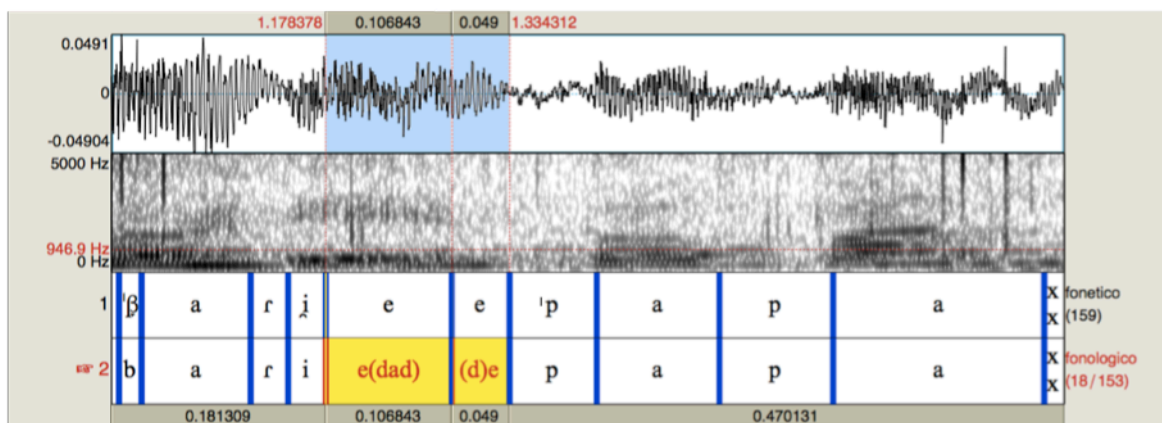 1.178378 0.106843 0.049 1.334312
0.0491
0
-0.04904
5000 Hz
946.9 Hz
0 Hz
1 ˈβ̞ a ɾ i̯ e e ˈp a p a x x fonetico (159)
☞ 2 b a ɾ i e(dad) (d)e p a p a x x fonologico (18/153)
0.181309 0.106843 0.049 0.470131